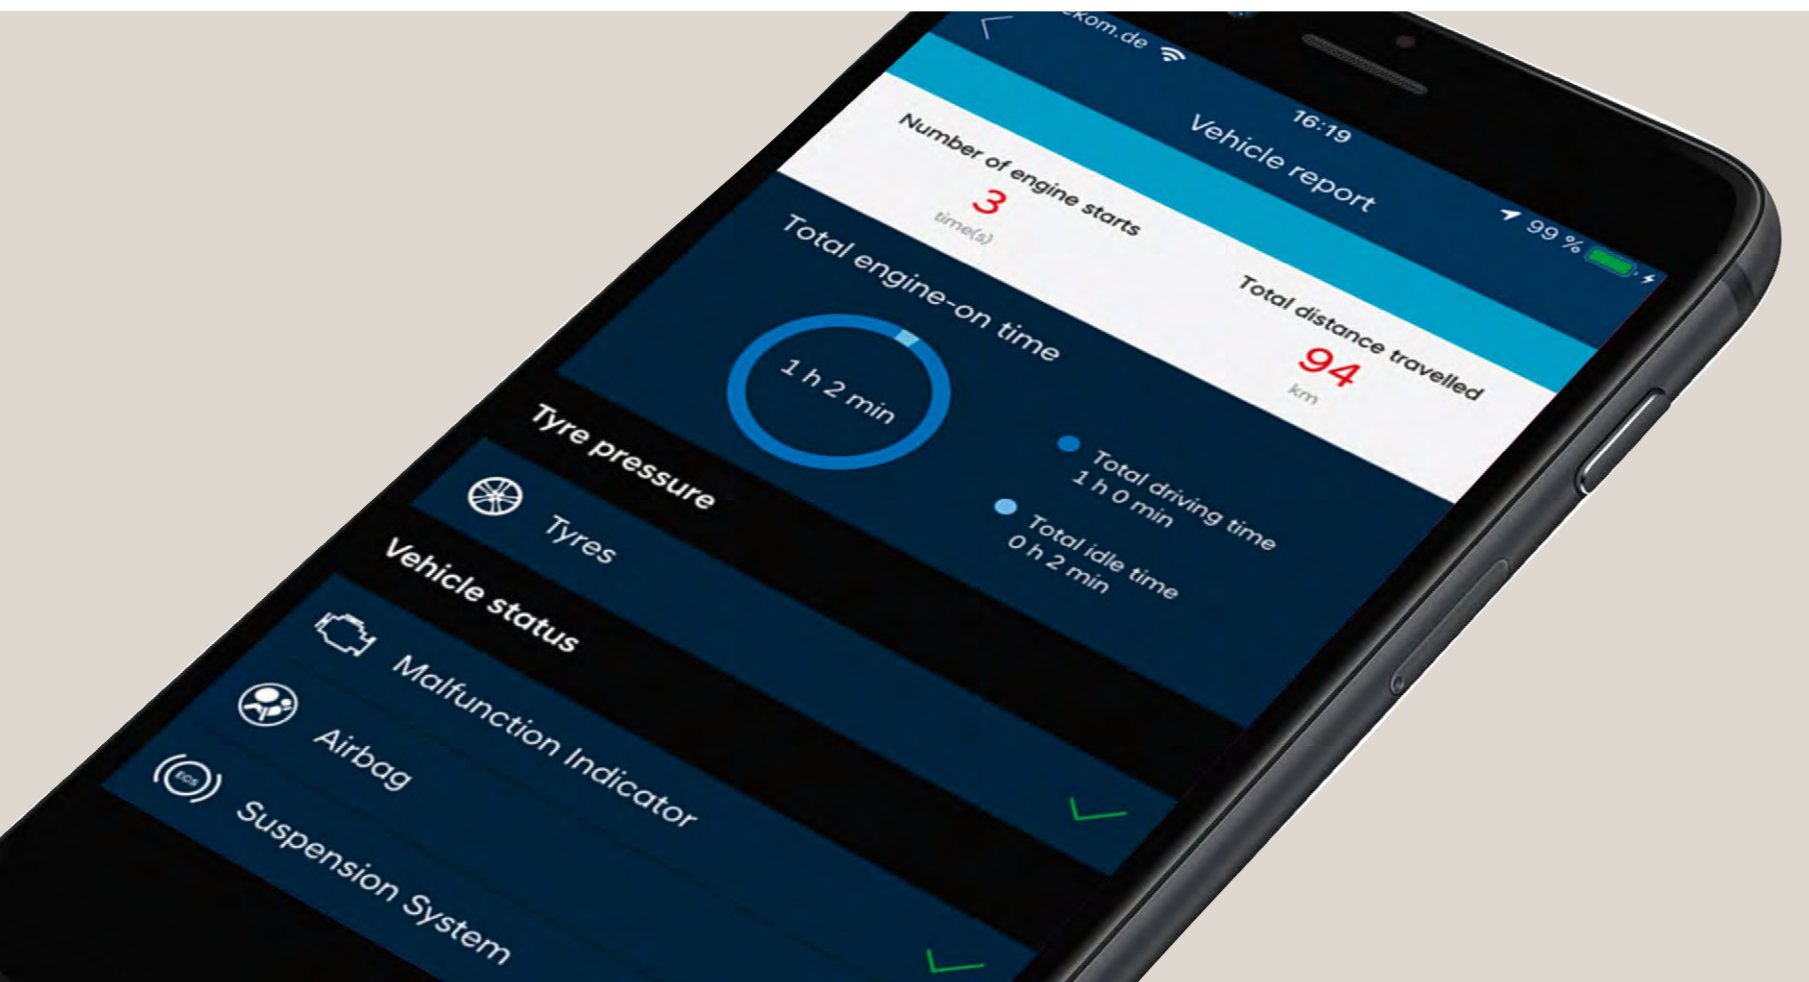 ekom.de
16:19
99 %
Vehicle report
Number of engine starts
3
time(s)
Total distance travelled
94
km
Total engine-on time
1 h 2 min
Total driving time
1 h 0 min
Total idle time
0 h 2 min
Tyre pressure
Tyres
Vehicle status
Malfunction Indicator
Airbag
ECS
Suspension System